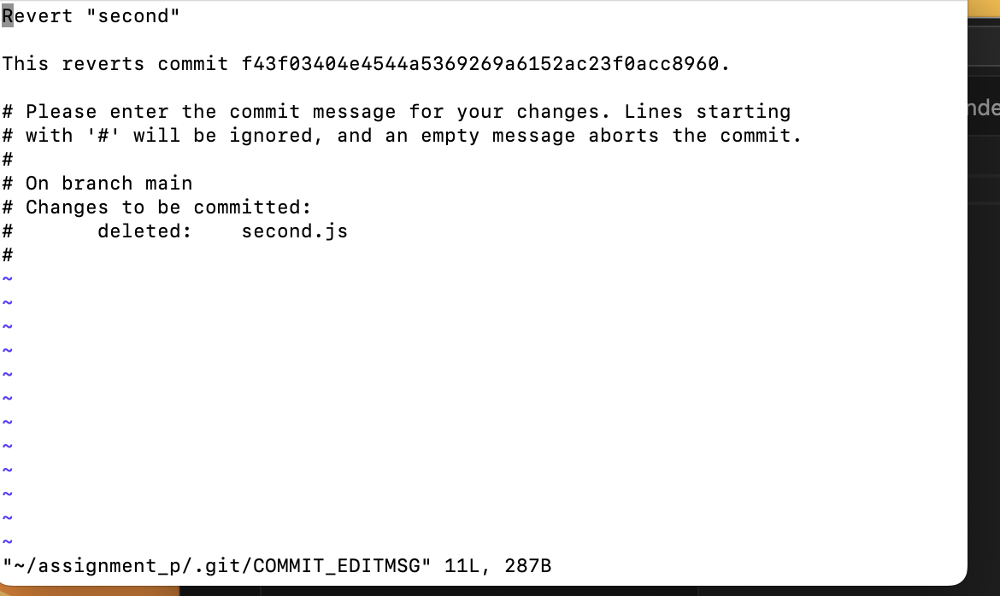 Revert "second"
This reverts commit f43f03404e4544a5369269a6152ac23f0acc8960.
# Please enter the commit message for your changes. Lines starting
# with '#' will be ignored, and an empty message aborts the commit.
#
# On branch main
# Changes to be committed:
#       deleted:    second.js
#
~
~
~
~
~
~
~
~
~
~
~
~
"~/assignment_p/.git/COMMIT_EDITMSG" 11L, 287B